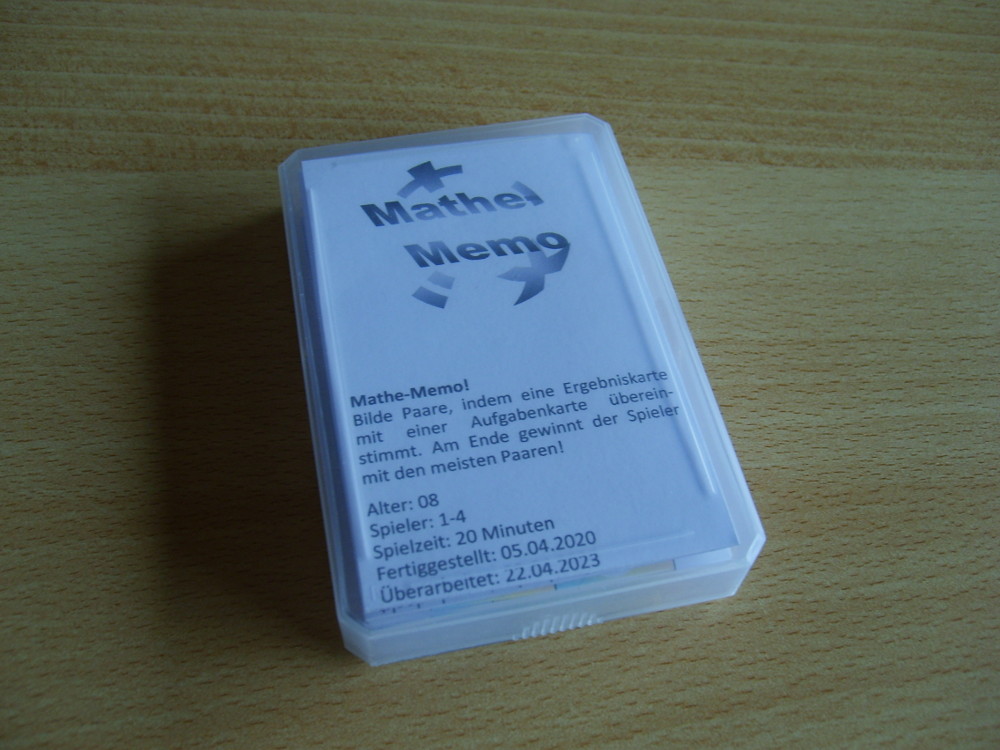 Mathe-
Memo
Mathe-Memo!
Bilde Paare, indem eine Ergebniskarte
mit einer Aufgabenkarte überein-
stimmt. Am Ende gewinnt der Spieler
mit den meisten Paaren!
Alter: 08
Spieler: 1-4
Spielzeit: 20 Minuten
Fertiggestellt: 05.04.2020
Überarbeitet: 22.04.2023